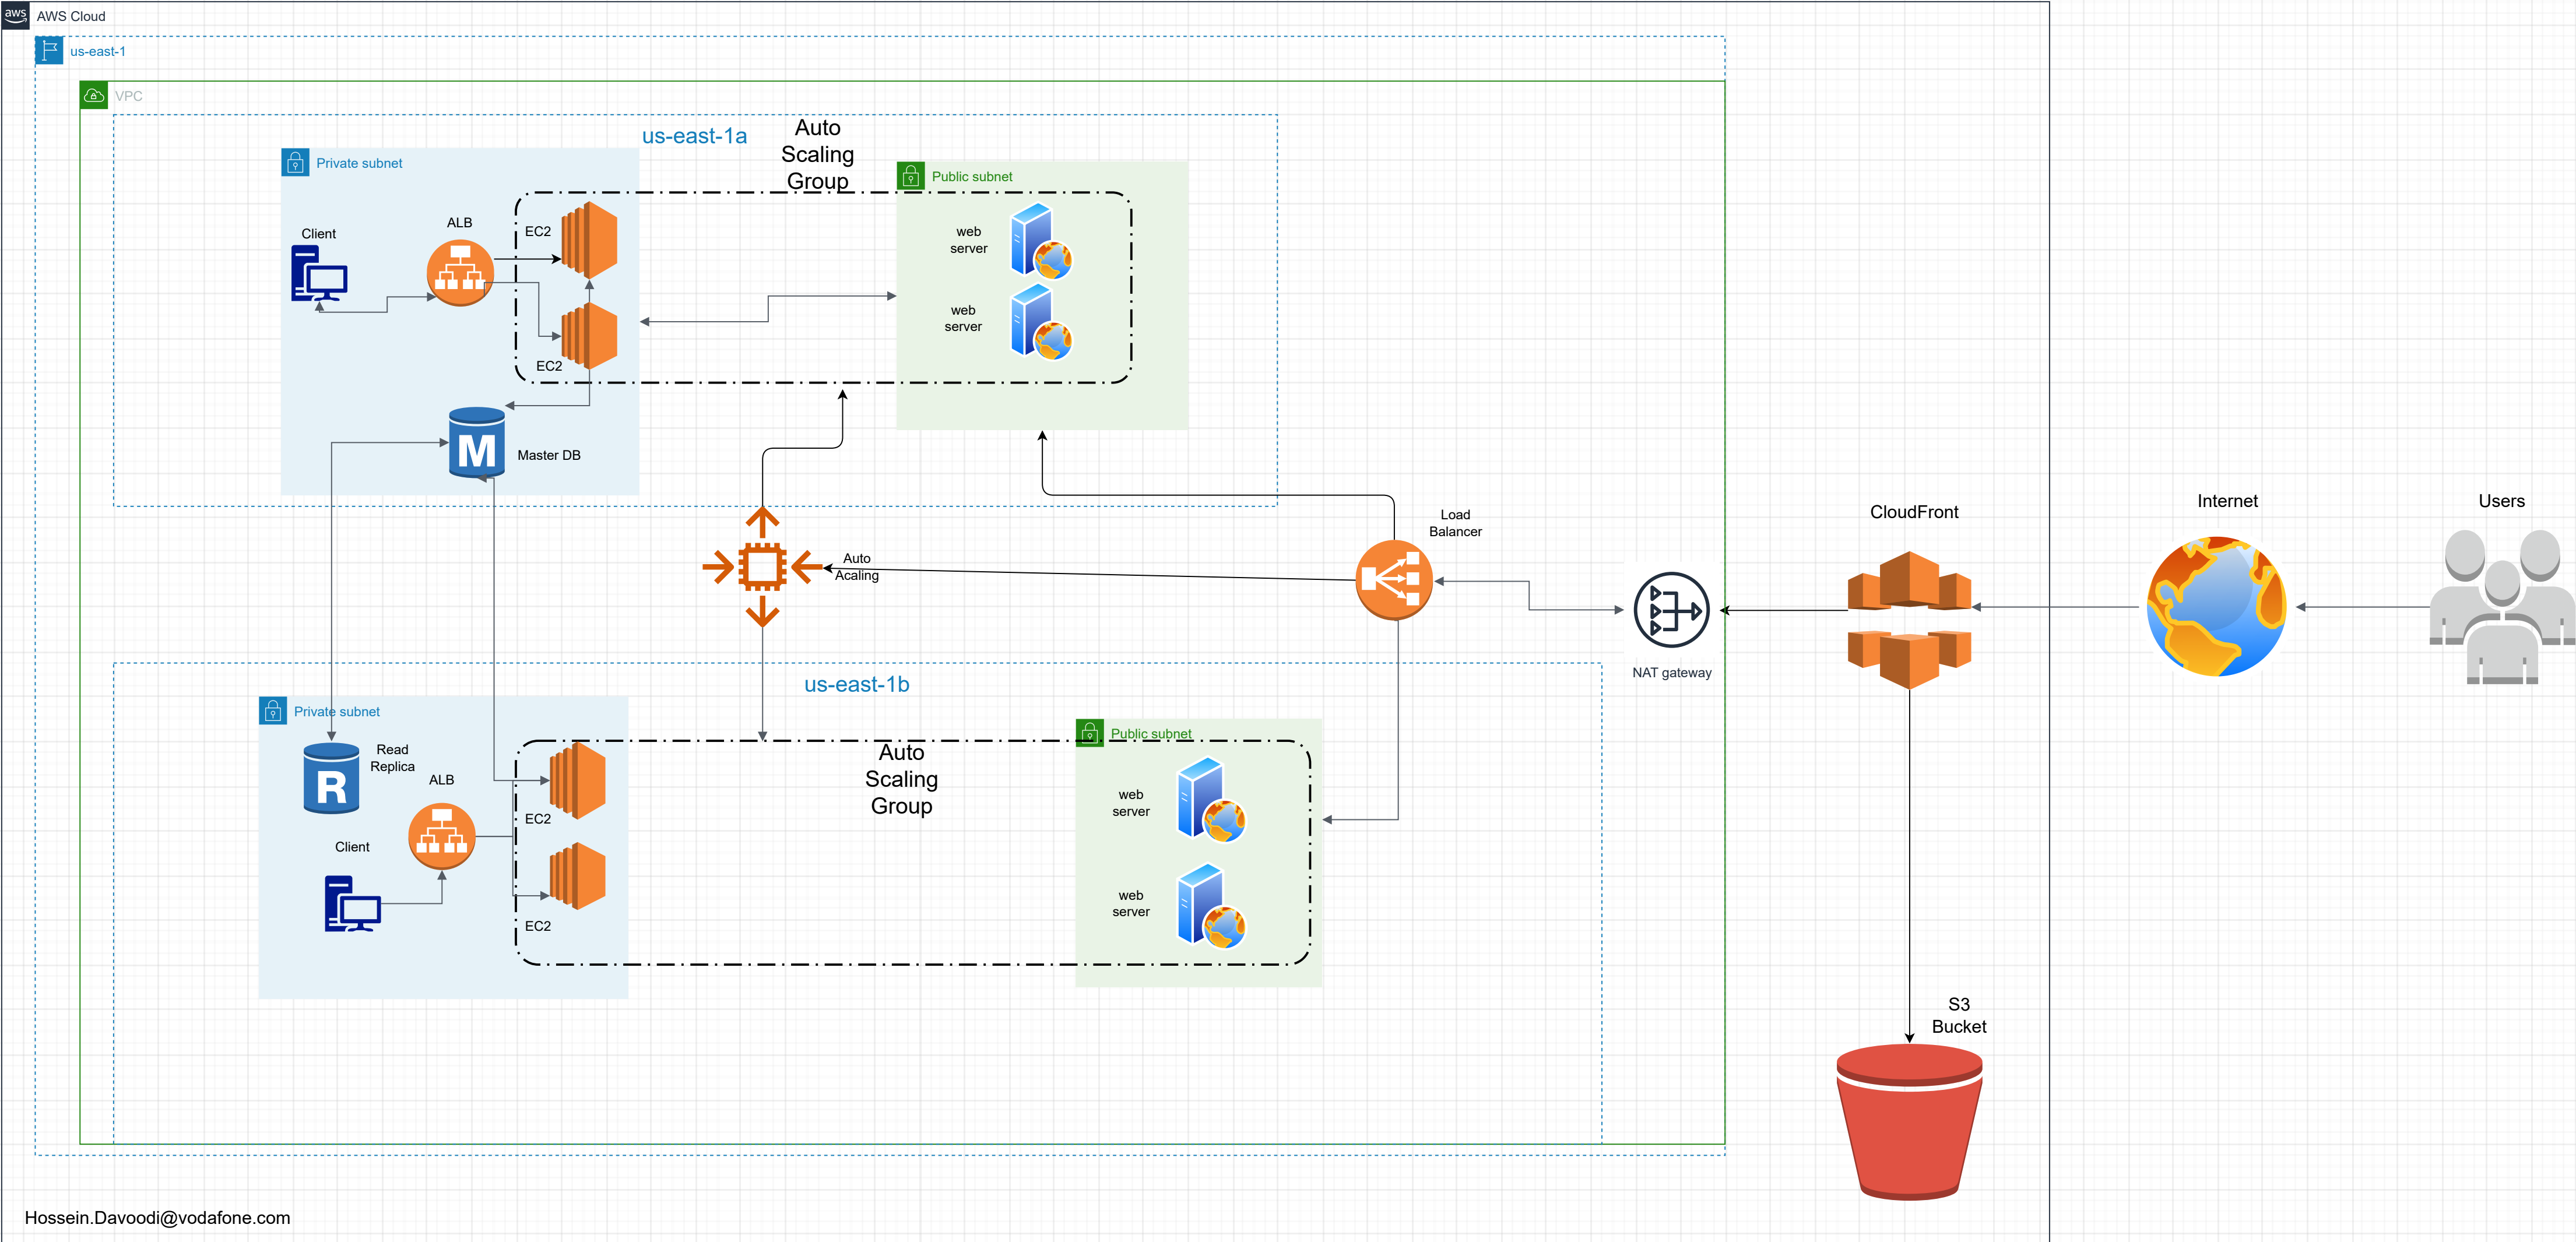 aws
AWS Cloud
us-east-1
VPC
us-east-1a
Auto
Scaling
Group
Private subnet
Public subnet
Client
ALB
EC2
EC2
web
server
web
server
M
Master DB
Auto
Acaling
Load
Balancer
NAT gateway
CloudFront
Internet
Users
us-east-1b
Private subnet
Public subnet
R
Read
Replica
ALB
Client
EC2
EC2
Auto
Scaling
Group
web
server
web
server
S3
Bucket
Hossein.Davoodi@vodafone.com